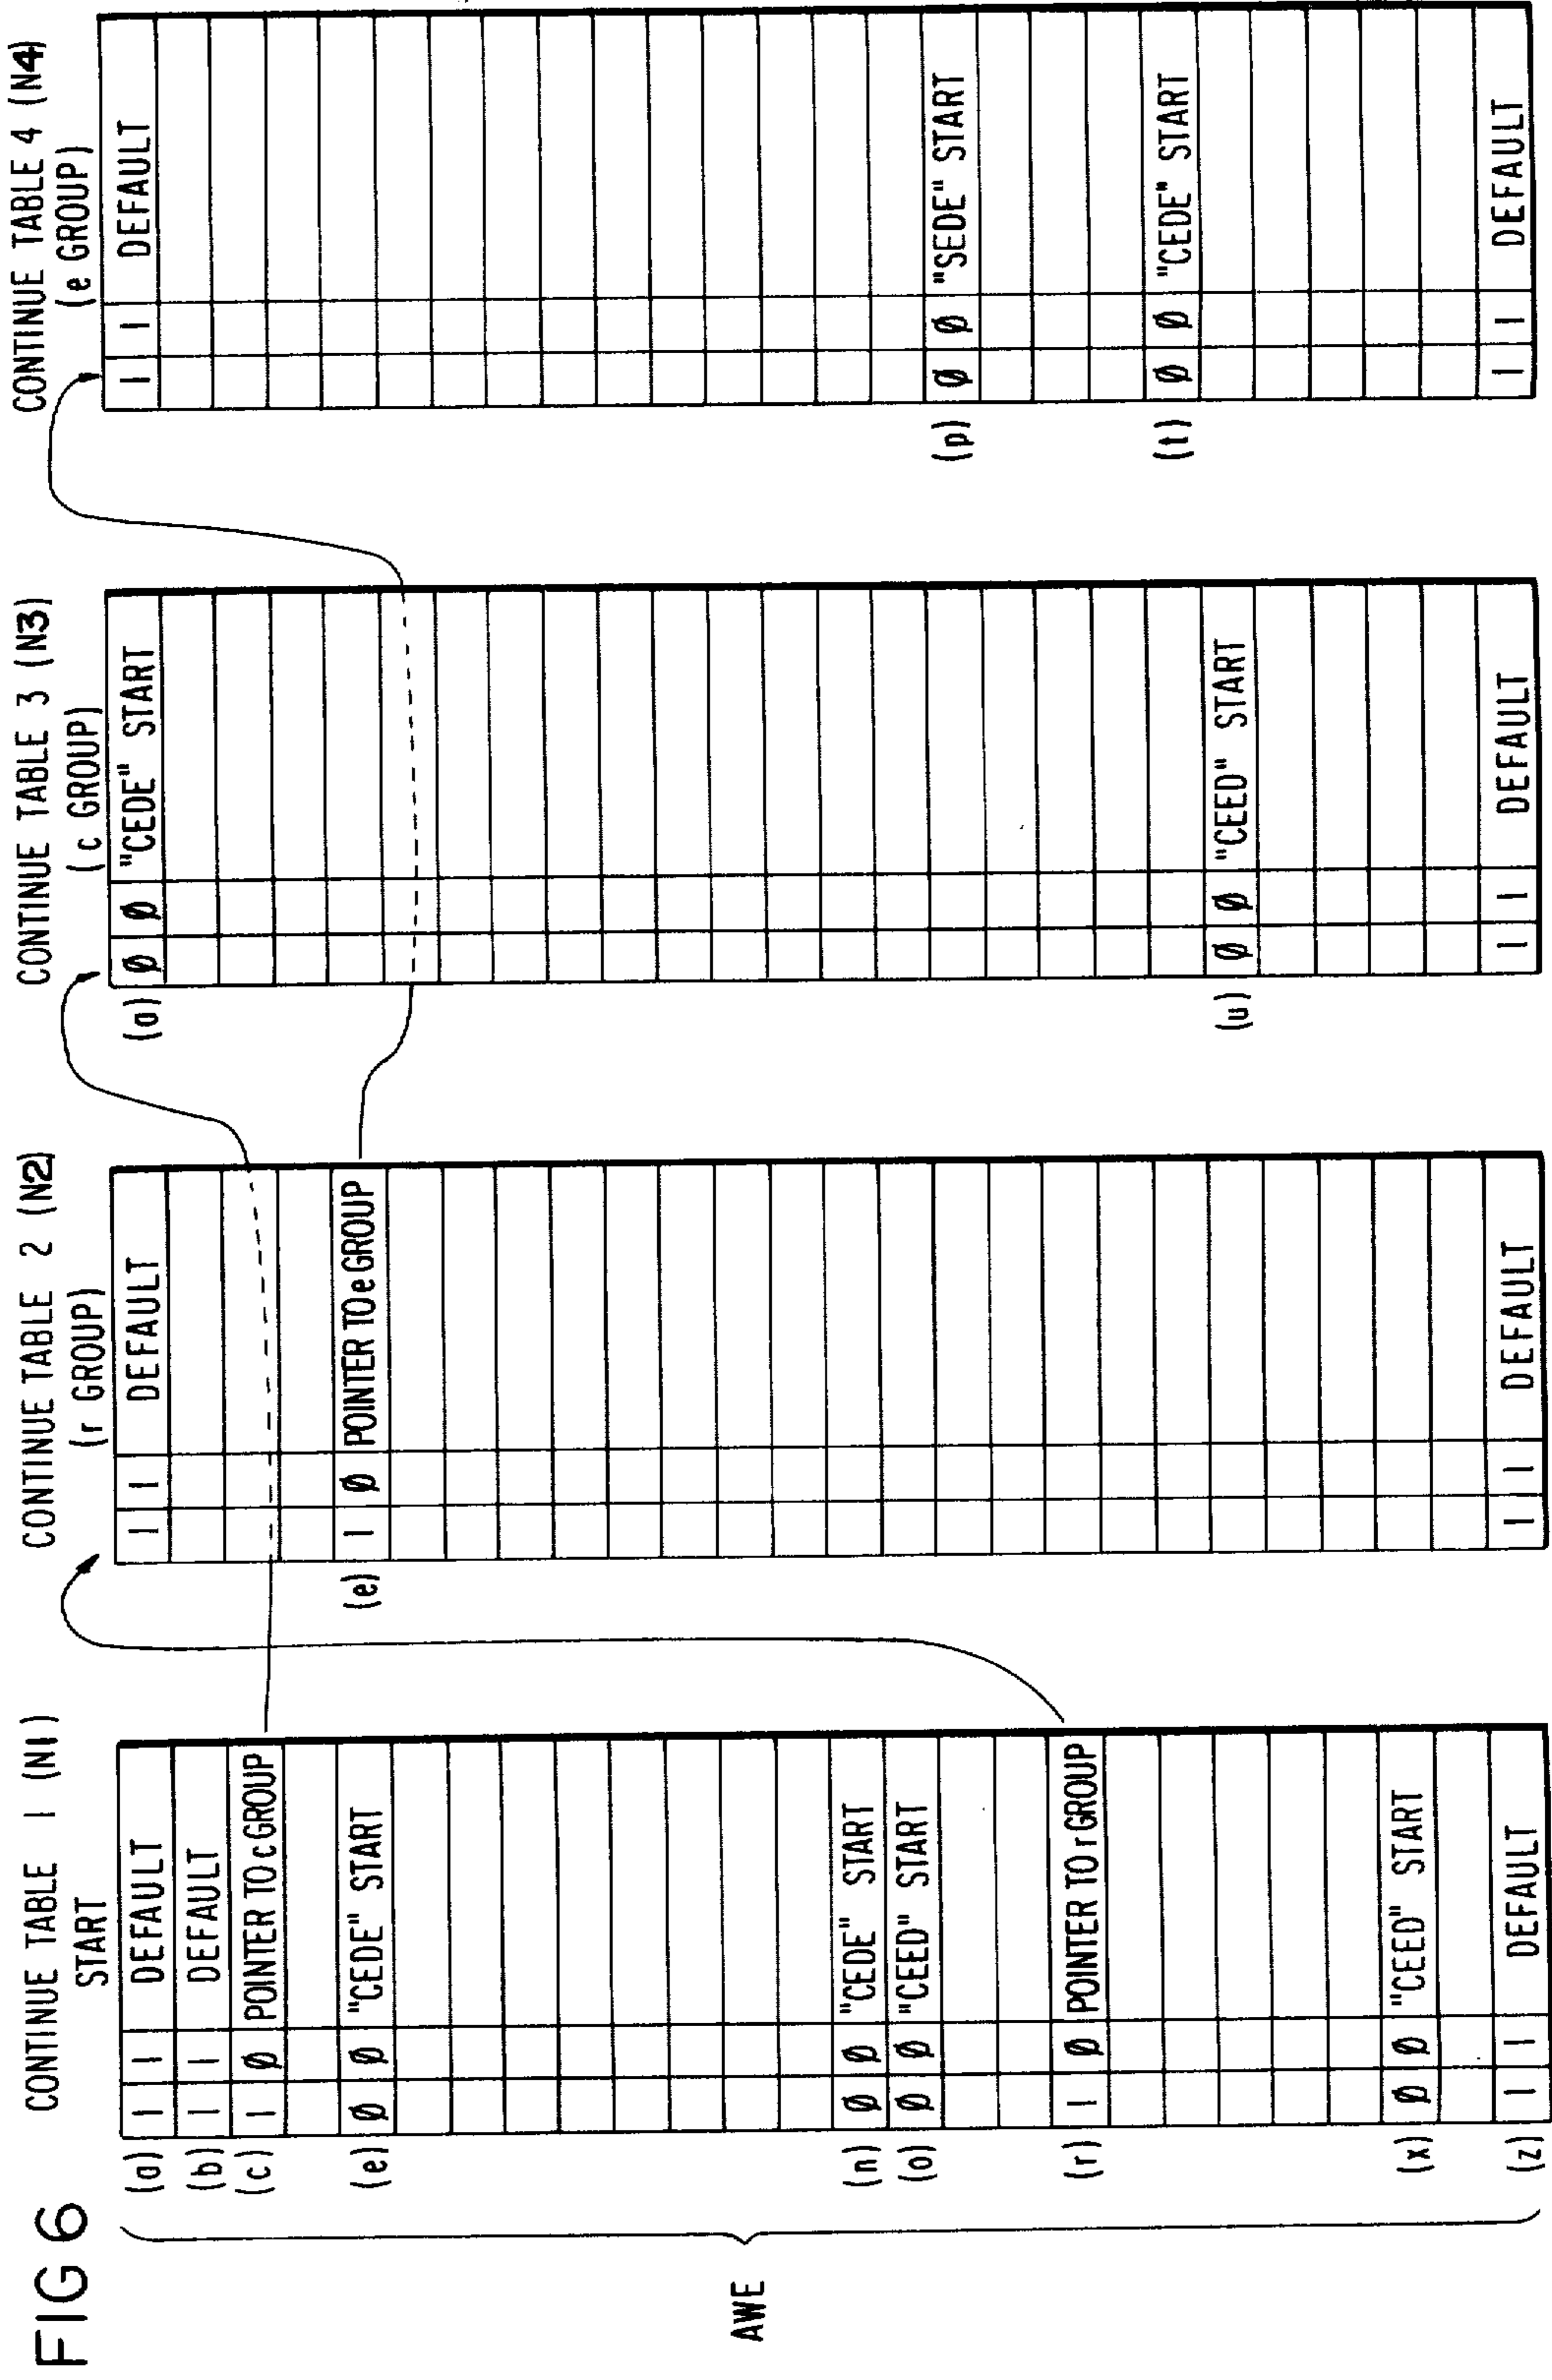 FIG 6
AWE
CONTINUE TABLE 1 (N1)
START
(a) 1 1 DEFAULT
(b) 1 1 DEFAULT
(c) 1 Ø POINTER TO c GROUP
(e) Ø Ø "CEDE" START
(n) Ø Ø "CEDE" START
(o) Ø Ø "CEED" START
(r) 1 Ø POINTER TO r GROUP
(x) Ø Ø "CEED" START
(z) 1 1 DEFAULT
CONTINUE TABLE 2 (N2)
(r GROUP)
1 1 DEFAULT
(e) 1 Ø POINTER TO e GROUP
1 1 DEFAULT
CONTINUE TABLE 3 (N3)
(c GROUP)
(a) Ø Ø "CEDE" START
(u) Ø Ø "CEED" START
1 1 DEFAULT
CONTINUE TABLE 4 (N4)
(e GROUP)
1 1 DEFAULT
(p) Ø Ø "SEDE" START
(t) Ø Ø "CEDE" START
1 1 DEFAULT